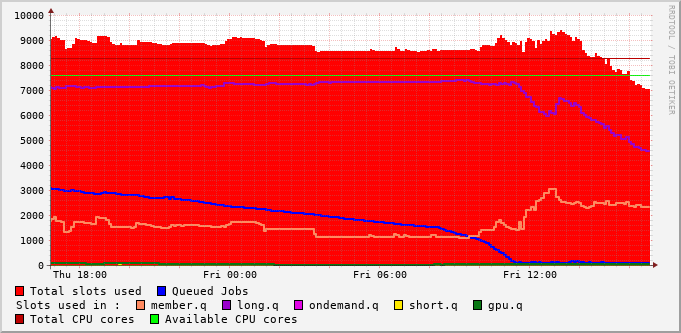 10000
9000
8000
7000
6000
5000
4000
3000
2000
1000
0
Thu 18:00 Fri 00:00 Fri 06:00 Fri 12:00
Total slots used Queued Jobs
Slots used in : member.q long.q ondemand.q short.q gpu.q
Total CPU cores Available CPU cores
RRDTOOL / TOBI OETIKER